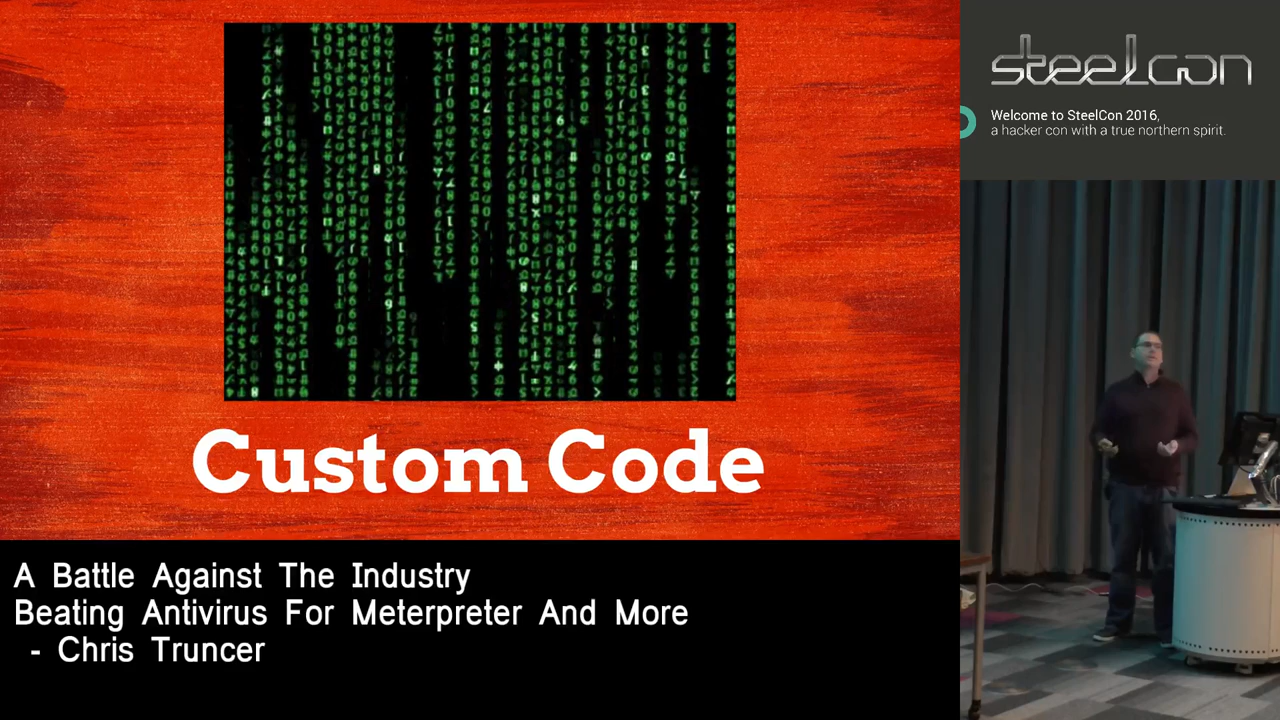 Custom Code
A Battle Against The Industry
Beating Antivirus For Meterpreter And More
- Chris Truncer
steelcon
Welcome to SteelCon 2016,
a hacker con with a true northern spirit.